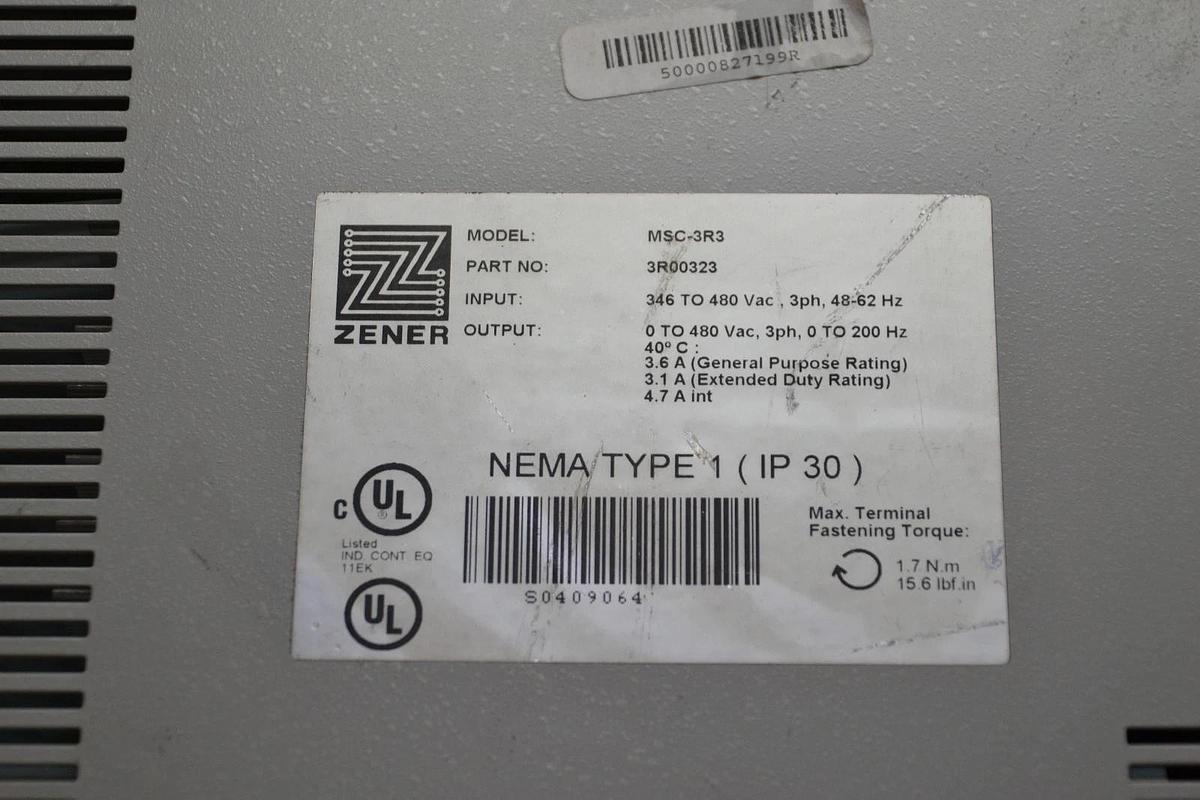 50000827199R
MODEL: MSC-3R3
PART NO: 3R00323
INPUT: 346 TO 480 Vac , 3ph, 48-62 Hz
ZENER
OUTPUT: 0 TO 480 Vac, 3ph, 0 TO 200 Hz
40º C :
3.6 A (General Purpose Rating)
3.1 A (Extended Duty Rating)
4.7 A int
NEMA TYPE 1 ( IP 30 )
C UL ®
Listed
IND. CONT. EQ
11EK
UL
S0409064
Max. Terminal
Fastening Torque:
1.7 N.m
15.6 lbf.in